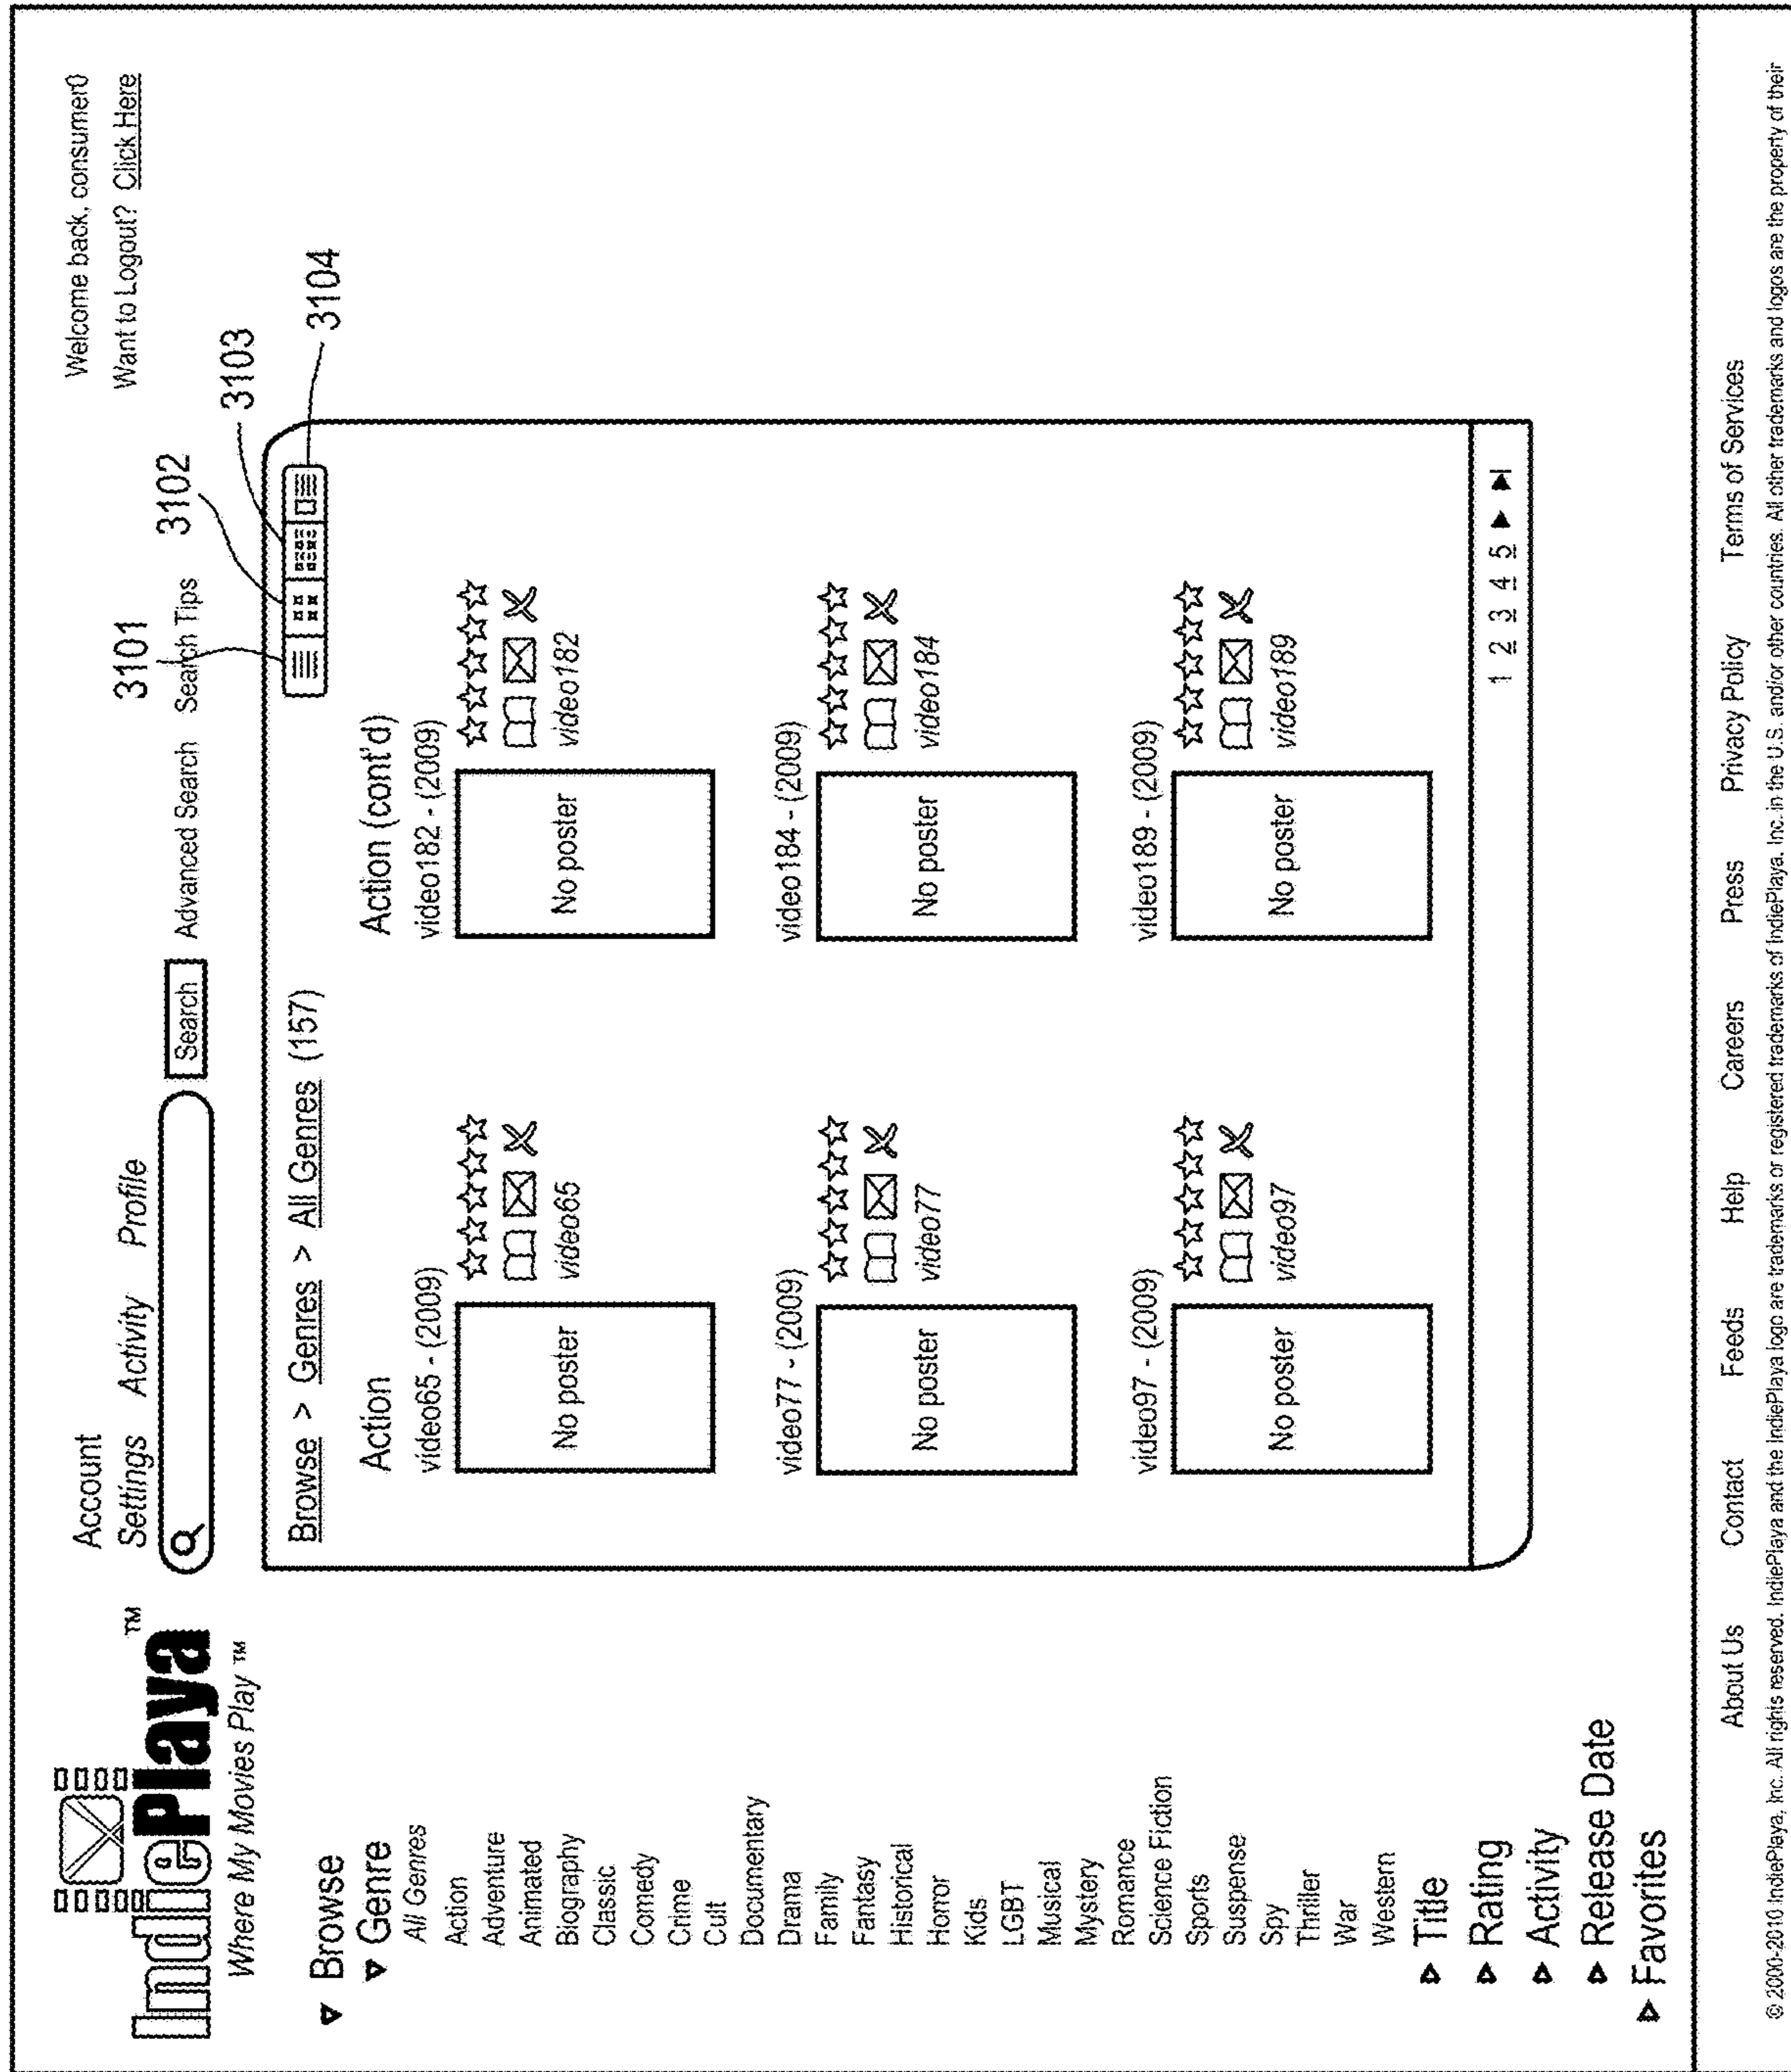 Welcome back, consumer0
Want to Logout? Click Here
Account
Settings Activity Profile
IndiePlaya ™
Where My Movies Play ™
Search Advanced Search Search Tips
3101
3102
3103
3104
Browse
Genre
All Genres
Action
Adventure
Animated
Biography
Classic
Comedy
Crime
Cult
Documentary
Drama
Family
Fantasy
Historical
Horror
Kids
LGBT
Musical
Mystery
Romance
Science Fiction
Sports
Suspense
Spy
Thriller
War
Western
Title
Rating
Activity
Release Date
Favorites
Browse > Genres > All Genres (157)
Action
video65 - (2009)
No poster
video65
video77 - (2009)
No poster
video77
video97 - (2009)
No poster
video97
Action (cont'd)
video182 - (2009)
No poster
video182
video184 - (2009)
No poster
video184
video189 - (2009)
No poster
video189
1 2 3 4 5
About Us Contact Feeds Help Careers Press Privacy Policy Terms of Services
© 2000-2010 IndiePlaya, Inc. All rights reserved. IndiePlaya and the IndiePlaya logo are trademarks or registered trademarks of IndiePlaya, Inc. in the U.S. and/or other countries. All other trademarks and logos are the property of their